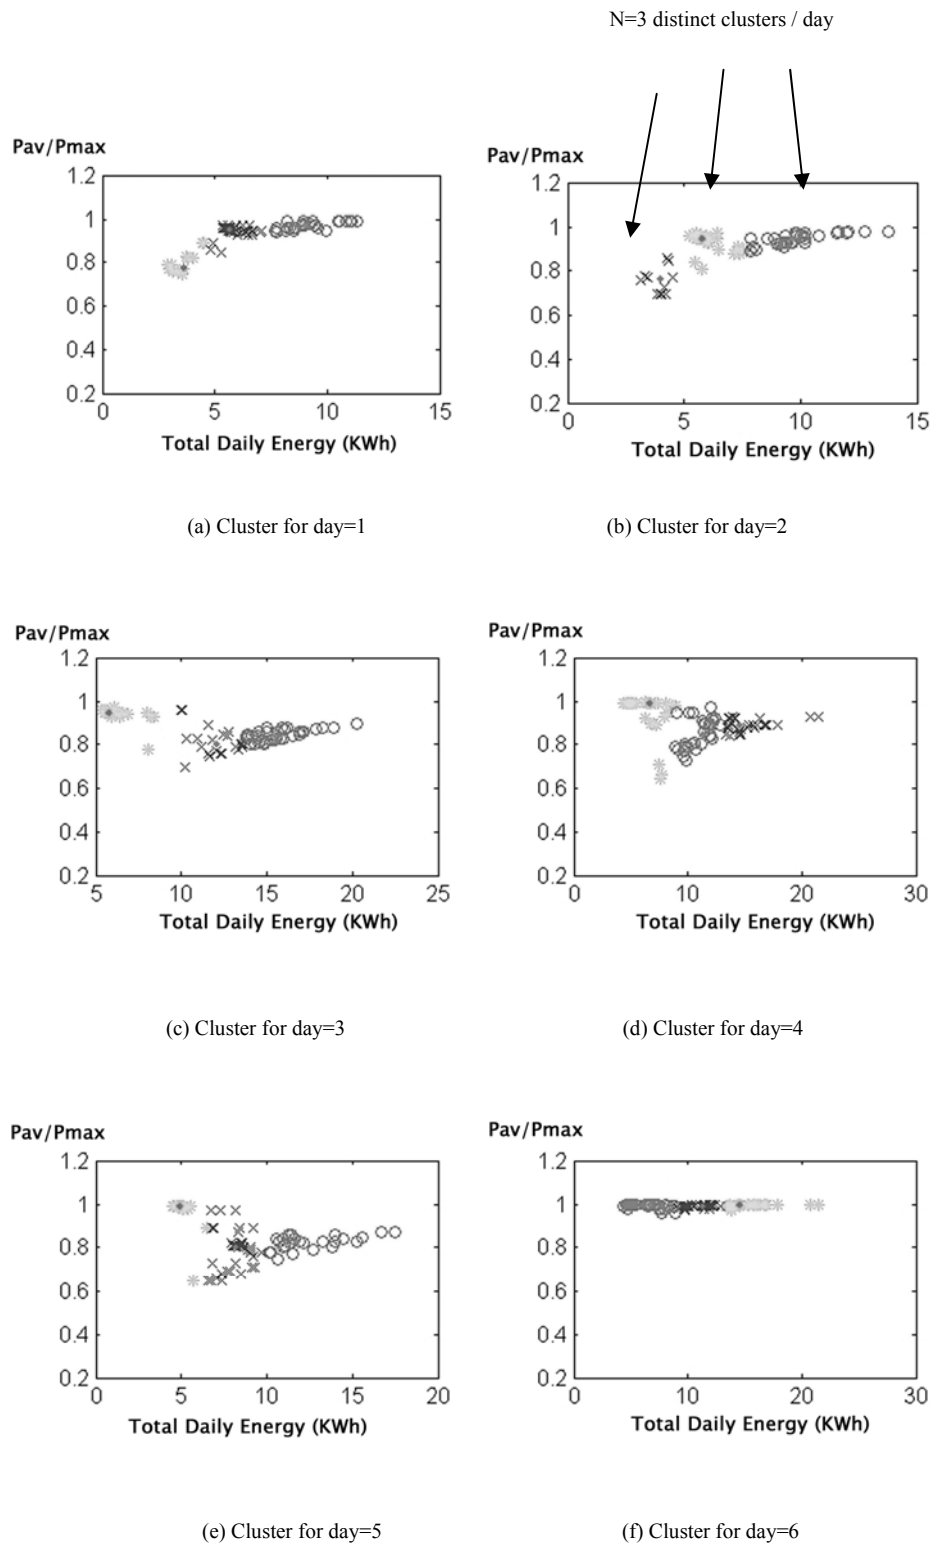 N=3 distinct clusters / day
Pav/Pmax
1.2
1
0.8
0.6
0.4
0.2
0 5 10 15
Total Daily Energy (KWh)
(a) Cluster for day=1
Pav/Pmax
1.2
1
0.8
0.6
0.4
0.2
0 5 10 15
Total Daily Energy (KWh)
(b) Cluster for day=2
Pav/Pmax
1.2
1
0.8
0.6
0.4
0.2
5 10 15 20 25
Total Daily Energy (KWh)
(c) Cluster for day=3
Pav/Pmax
1.2
1
0.8
0.6
0.4
0.2
0 10 20 30
Total Daily Energy (KWh)
(d) Cluster for day=4
Pav/Pmax
1.2
1
0.8
0.6
0.4
0.2
0 5 10 15 20
Total Daily Energy (KWh)
(e) Cluster for day=5
Pav/Pmax
1.2
1
0.8
0.6
0.4
0.2
0 10 20 30
Total Daily Energy (KWh)
(f) Cluster for day=6